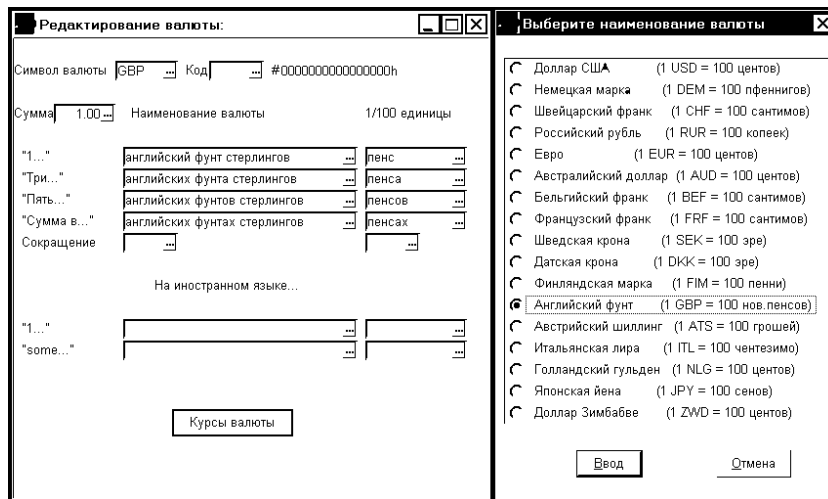 Редактирование валюты:
Символ валюты GBP ... Код ... #0000000000000000h
Сумма 1.00 ... Наименование валюты 1/100 единицы
"1..." английский фунт стерлингов ... пенс ...
"Три..." английских фунта стерлингов ... пенса ...
"Пять..." английских фунтов стерлингов ... пенсов ...
"Сумма в..." английских фунтах стерлингов ... пенсах ...
Сокращение ... ...
На иностранном языке...
"1..." ... ...
"some..." ... ...
Курсы валюты
Выберите наименование валюты
Доллар США (1 USD = 100 центов)
Немецкая марка (1 DEM = 100 пфеннигов)
Швейцарский франк (1 CHF = 100 сантимов)
Российский рубль (1 RUR = 100 копеек)
Евро (1 EUR = 100 центов)
Австралийский доллар (1 AUD = 100 центов)
Бельгийский франк (1 BEF = 100 сантимов)
Французский франк (1 FRF = 100 сантимов)
Шведская крона (1 SEK = 100 эре)
Датская крона (1 DKK = 100 эре)
Финляндская марка (1 FIM = 100 пенни)
Английский фунт (1 GBP = 100 нов.пенсов)
Австрийский шиллинг (1 ATS = 100 грошей)
Итальянская лира (1 ITL = 100 чентезимо)
Голландский гульден (1 NLG = 100 центов)
Японская йена (1 JPY = 100 сенов)
Доллар Зимбабве (1 ZWD = 100 центов)
Ввод Отмена